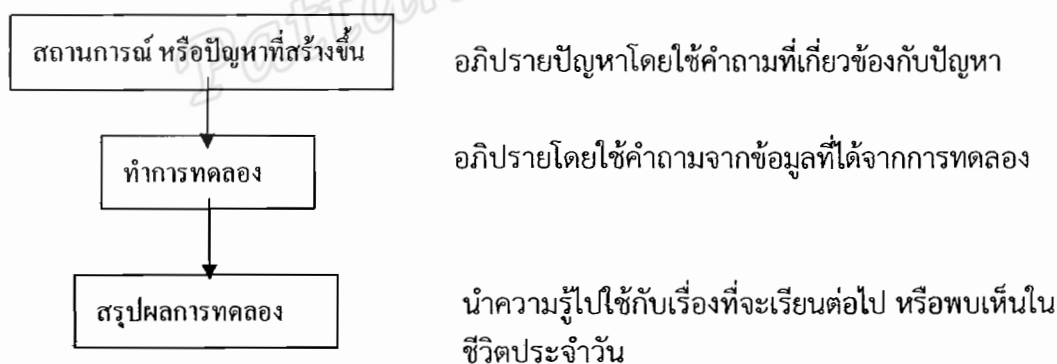 สถานการณ์ หรือปัญหาที่สร้างขึ้น
อภิปรายปัญหาโดยใช้คำถามที่เกี่ยวข้องกับปัญหา
ทำการทดลอง
อภิปรายโดยใช้คำถามจากข้อมูลที่ได้จากการทดลอง
สรุปผลการทดลอง
นำความรู้ไปใช้กับเรื่องที่จะเรียนต่อไป หรือพบเห็นใน
ชีวิตประจำวัน